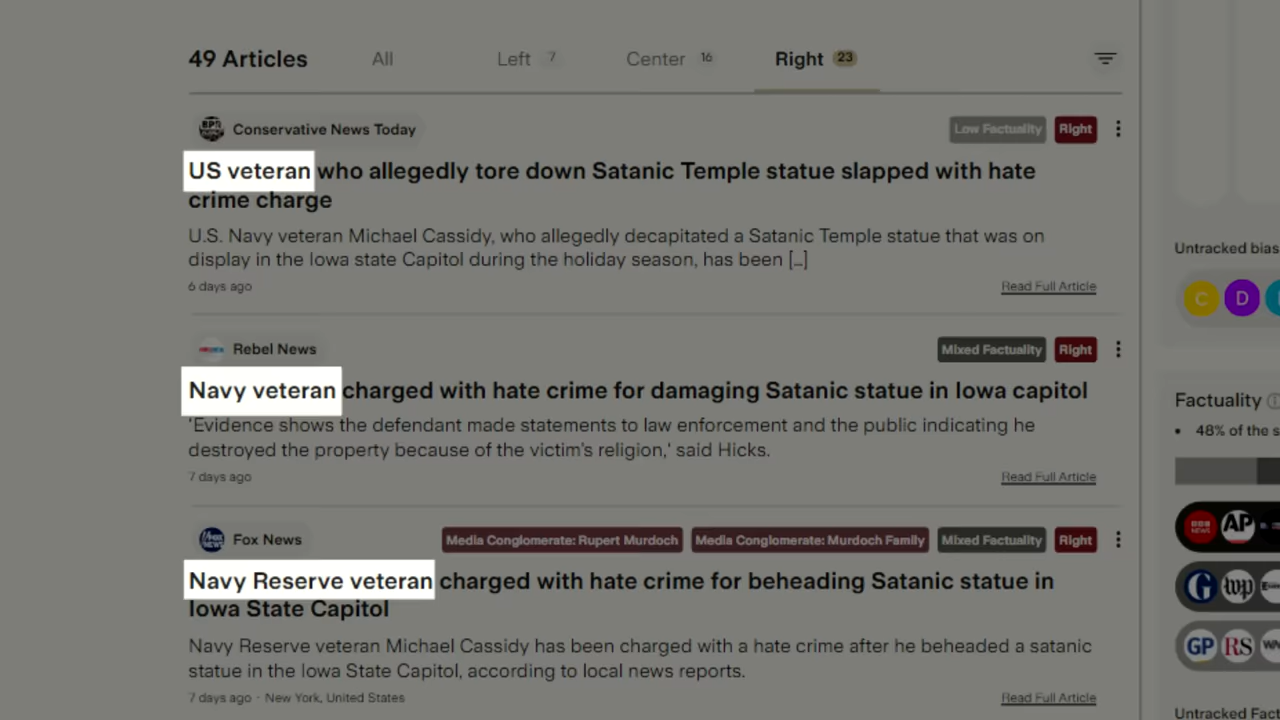 49 Articles All Left 7 Center 16 Right 23
Conservative News Today Low Factuality Right
US veteran who allegedly tore down Satanic Temple statue slapped with hate
crime charge
U.S. Navy veteran Michael Cassidy, who allegedly decapitated a Satanic Temple statue that was on
display in the Iowa state Capitol during the holiday season, has been [...]
6 days ago Read Full Article
Rebel News Mixed Factuality Right
Navy veteran charged with hate crime for damaging Satanic statue in Iowa capitol
'Evidence shows the defendant made statements to law enforcement and the public indicating he
destroyed the property because of the victim's religion,' said Hicks.
7 days ago Read Full Article
Fox News Media Conglomerate: Rupert Murdoch Media Conglomerate: Murdoch Family Mixed Factuality Right
Navy Reserve veteran charged with hate crime for beheading Satanic statue in
Iowa State Capitol
Navy Reserve veteran Michael Cassidy has been charged with a hate crime after he beheaded a satanic
statue in the Iowa State Capitol, according to local news reports.
7 days ago · New York, United States Read Full Article
Untracked bias
C D
Factuality
• 48% of the s
BBC NEWS AP
G wp
GP RS
Untracked Fact